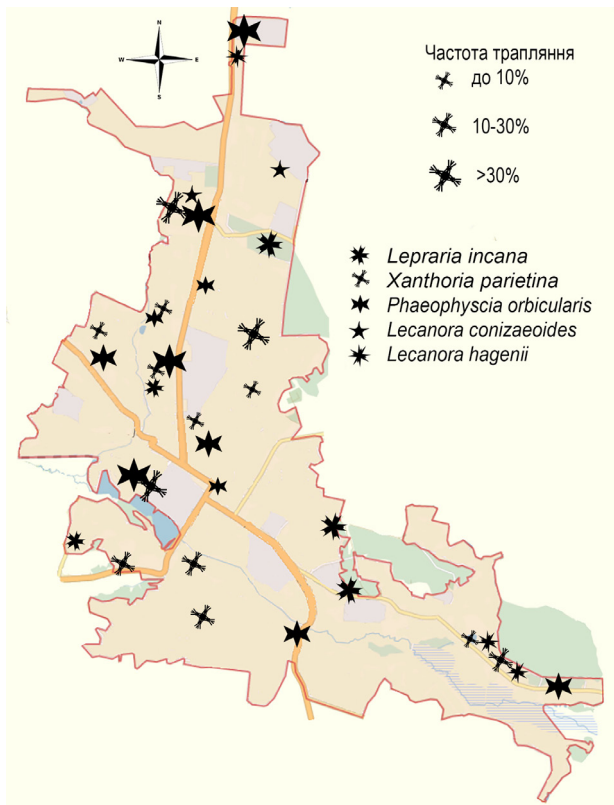 N
W
E
S
Частота трапляння
до 10%
10-30%
>30%
Lepraria incana
Xanthoria parietina
Phaeophyscia orbicularis
Lecanora conizaeoides
Lecanora hagenii